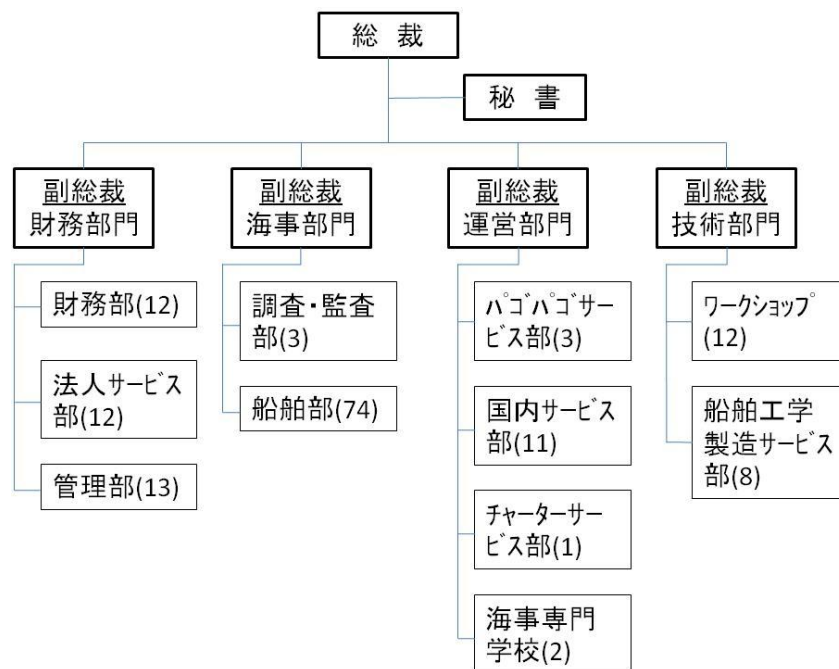 総 裁
秘 書
副総裁
財務部門
財務部(12)
法人サービス
部(12)
管理部(13)
副総裁
海事部門
調査・監査
部(3)
船舶部(74)
副総裁
運営部門
パゴパゴサー
ビス部(3)
国内サービス
部(11)
チャーターサー
ビス部(1)
海事専門
学校(2)
副総裁
技術部門
ワークショップ
(12)
船舶工学
製造サービス
部(8)